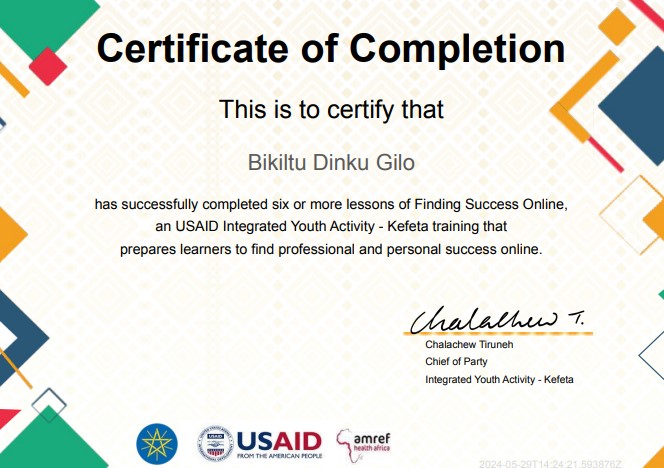 Certificate of Completion
This is to certify that
Bikiltu Dinku Gilo
has successfully completed six or more lessons of Finding Success Online,
an USAID Integrated Youth Activity - Kefeta training that
prepares learners to find professional and personal success online.
Chalachew T.
Chalachew Tiruneh
Chief of Party
Integrated Youth Activity - Kefeta
USAID
FROM THE AMERICAN PEOPLE
amref
health africa
2024-05-29T14:24:21.593876Z